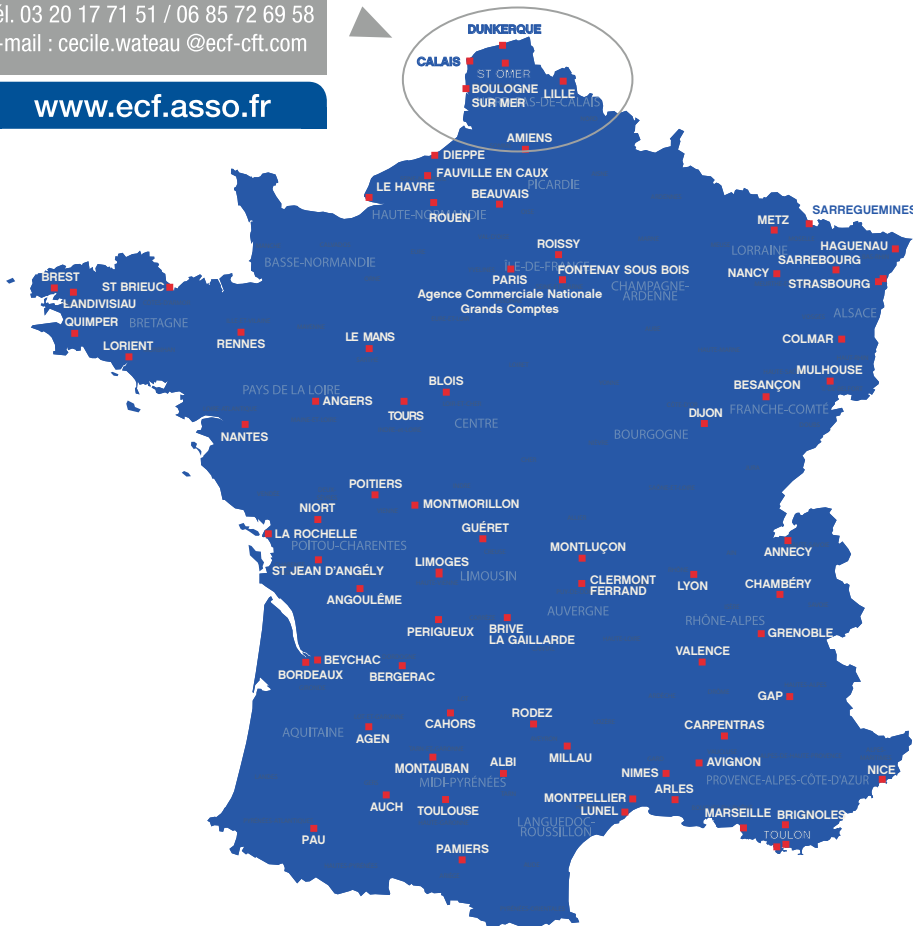 él. 03 20 17 71 51 / 06 85 72 69 58
-mail : cecile.wateau @ecf-cft.com
www.ecf.asso.fr
DUNKERQUE
CALAIS
ST OMER
BOULOGNE
SUR MER
LILLE
PAS-DE-CALAIS
AMIENS
DIEPPE
FAUVILLE EN CAUX
PICARDIE
LE HAVRE
BEAUVAIS
HAUTE-NORMANDIE
ROUEN
SARREGUEMINES
METZ
ROISSY
LORRAINE
HAGUENAU
BASSE-NORMANDIE
ÎLE-DE-FRANCE
SARREBOURG
PARIS
FONTENAY SOUS BOIS
NANCY
STRASBOURG
BREST
ST BRIEUC
Agence Commerciale Nationale
Grands Comptes
CHAMPAGNE-
ARDENNE
LANDIVISIAU
ALSACE
QUIMPER
BRETAGNE
LORIENT
RENNES
LE MANS
COLMAR
MULHOUSE
BLOIS
BESANÇON
PAYS DE LA LOIRE
ANGERS
TOURS
CENTRE
DIJON
FRANCHE-COMTÉ
NANTES
BOURGOGNE
POITIERS
NIORT
MONTMORILLON
LA ROCHELLE
GUÉRET
POITOU-CHARENTES
MONTLUÇON
ANNECY
ST JEAN D'ANGÉLY
LIMOGES
LIMOUSIN
CLERMONT
FERRAND
LYON
CHAMBÉRY
ANGOULÊME
AUVERGNE
PERIGUEUX
BRIVE
LA GAILLARDE
RHÔNE-ALPES
GRENOBLE
BEYCHAC
BORDEAUX
BERGERAC
VALENCE
GAP
CAHORS
RODEZ
AQUITAINE
AGEN
CARPENTRAS
MILLAU
MONTAUBAN
ALBI
NIMES
AVIGNON
NICE
MIDI-PYRÉNÉES
PROVENCE-ALPES-CÔTE-D'AZUR
AUCH
TOULOUSE
MONTPELLIER
ARLES
LUNEL
LANGUEDOC-
ROUSSILLON
MARSEILLE
BRIGNOLES
TOULON
PAU
PAMIERS